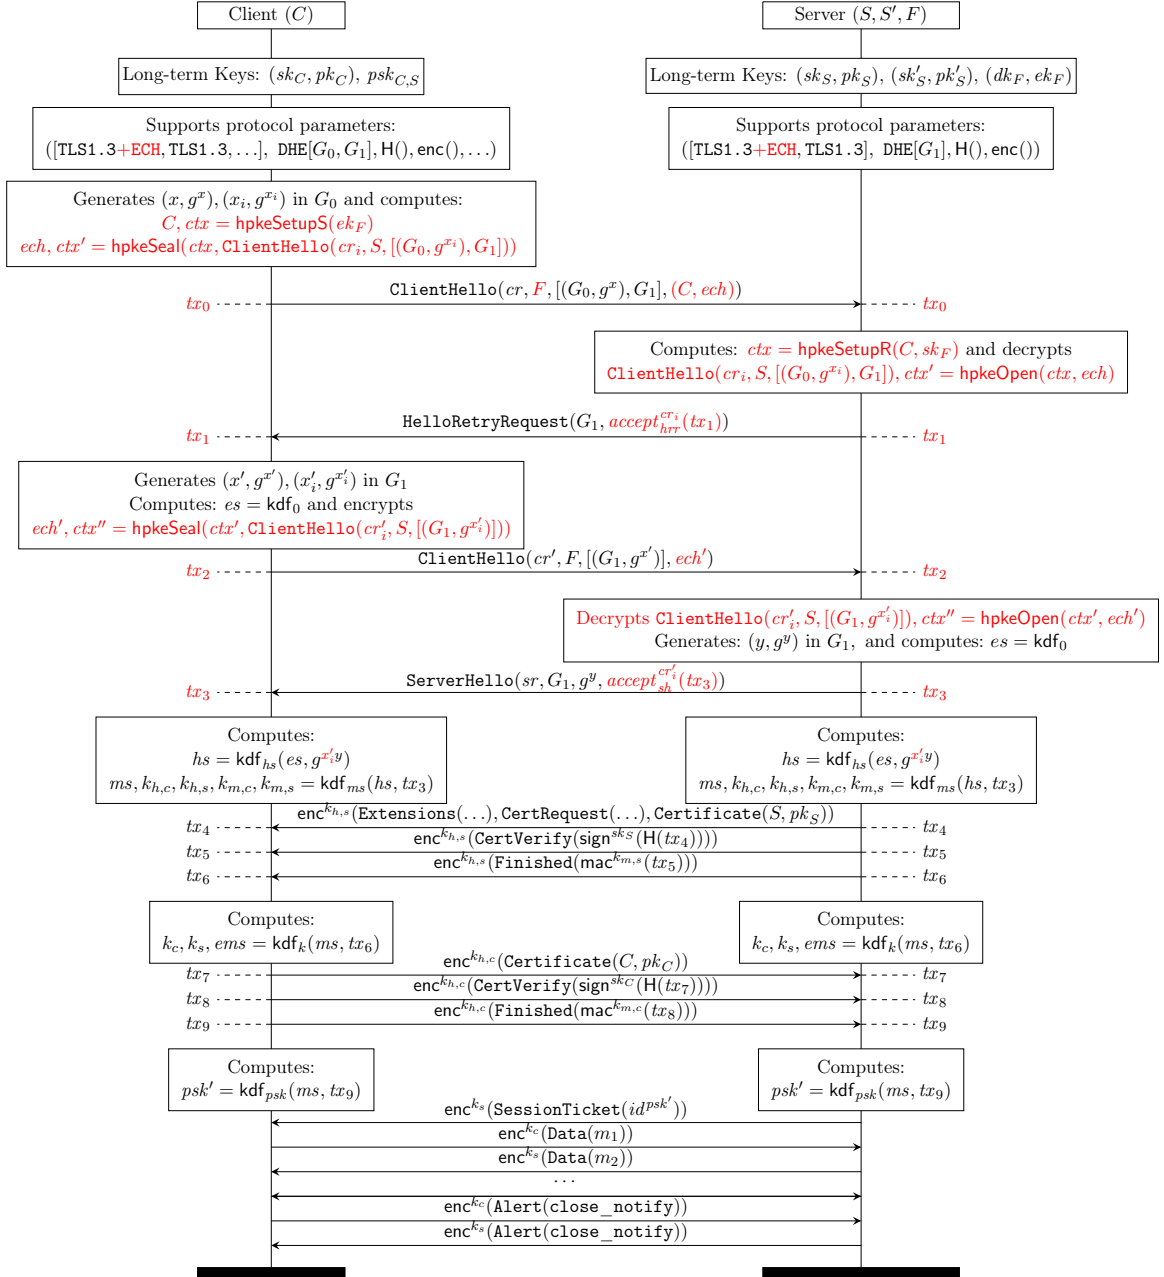 Client (C) Server (S, S′, F)
Long-term Keys: (sk_C, pk_C), psk_{C,S} Long-term Keys: (sk_S, pk_S), (sk′_S, pk′_S), (dk_F, ek_F)
Supports protocol parameters: Supports protocol parameters:
([TLS1.3+ECH, TLS1.3, …], DHE[G_0, G_1], H(), enc(), …) ([TLS1.3+ECH, TLS1.3], DHE[G_1], H(), enc())
Generates (x, g^x), (x_i, g^{x_i}) in G_0 and computes:
C, ctx = hpkeSetupS(ek_F)
ech, ctx′ = hpkeSeal(ctx, ClientHello(cr_i, S, [(G_0, g^{x_i}), G_1]))
ClientHello(cr, F, [(G_0, g^x), G_1], (C, ech))
tx_0 tx_0
Computes: ctx = hpkeSetupR(C, sk_F) and decrypts
ClientHello(cr_i, S, [(G_0, g^{x_i}), G_1]), ctx′ = hpkeOpen(ctx, ech)
HelloRetryRequest(G_1, accept_{hrr}^{cr_i}(tx_1))
tx_1 tx_1
Generates (x′, g^{x′}), (x′_i, g^{x′_i}) in G_1
Computes: es = kdf_0 and encrypts
ech′, ctx″ = hpkeSeal(ctx′, ClientHello(cr′_i, S, [(G_1, g^{x′_i})]))
ClientHello(cr′, F, [(G_1, g^{x′})], ech′)
tx_2 tx_2
Decrypts ClientHello(cr′_i, S, [(G_1, g^{x′_i})]), ctx″ = hpkeOpen(ctx′, ech′)
Generates: (y, g^y) in G_1, and computes: es = kdf_0
ServerHello(sr, G_1, g^y, accept_{sh}^{cr′_i}(tx_3))
tx_3 tx_3
Computes: Computes:
hs = kdf_{hs}(es, g^{x′_i y}) hs = kdf_{hs}(es, g^{x′_i y})
ms, k_{h,c}, k_{h,s}, k_{m,c}, k_{m,s} = kdf_{ms}(hs, tx_3) ms, k_{h,c}, k_{h,s}, k_{m,c}, k_{m,s} = kdf_{ms}(hs, tx_3)
enc^{k_{h,s}}(Extensions(…), CertRequest(…), Certificate(S, pk_S))
tx_4 tx_4
enc^{k_{h,s}}(CertVerify(sign^{sk_S}(H(tx_4))))
tx_5 tx_5
enc^{k_{h,s}}(Finished(mac^{k_{m,s}}(tx_5)))
tx_6 tx_6
Computes: Computes:
k_c, k_s, ems = kdf_k(ms, tx_6) k_c, k_s, ems = kdf_k(ms, tx_6)
enc^{k_{h,c}}(Certificate(C, pk_C))
tx_7 tx_7
enc^{k_{h,c}}(CertVerify(sign^{sk_C}(H(tx_7))))
tx_8 tx_8
enc^{k_{h,c}}(Finished(mac^{k_{m,c}}(tx_8)))
tx_9 tx_9
Computes: Computes:
psk′ = kdf_{psk}(ms, tx_9) psk′ = kdf_{psk}(ms, tx_9)
enc^{k_s}(SessionTicket(id^{psk′}))
enc^{k_c}(Data(m_1))
enc^{k_s}(Data(m_2))
…
enc^{k_c}(Alert(close_notify))
enc^{k_s}(Alert(close_notify))